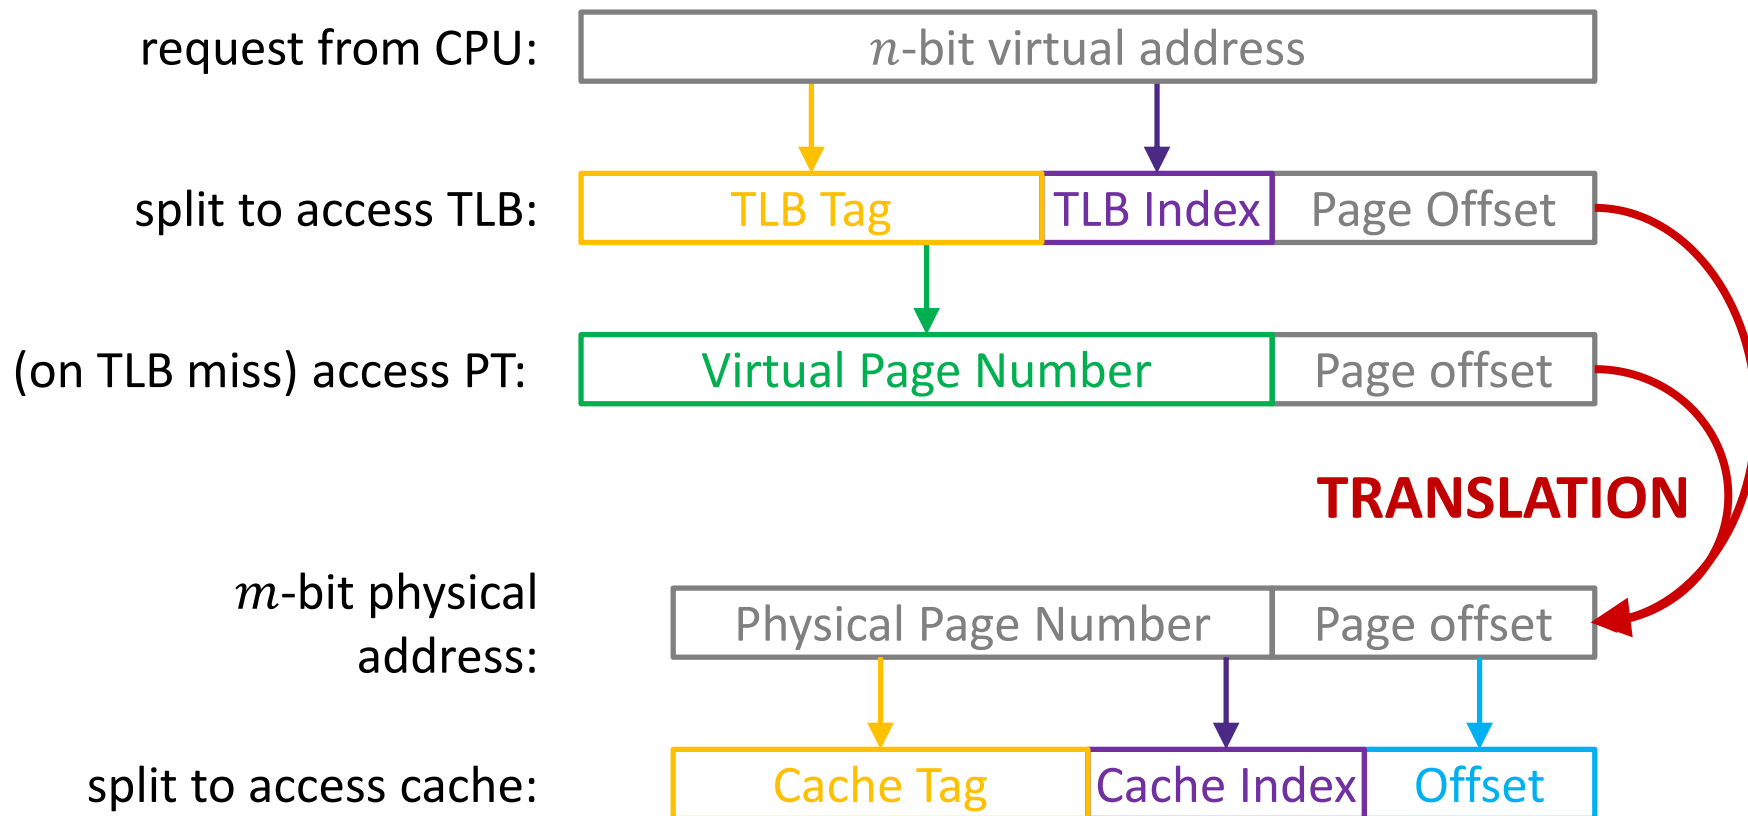 request from CPU: n-bit virtual address
split to access TLB: TLB Tag TLB Index Page Offset
(on TLB miss) access PT: Virtual Page Number Page offset
TRANSLATION
m-bit physical
address: Physical Page Number Page offset
split to access cache: Cache Tag Cache Index Offset